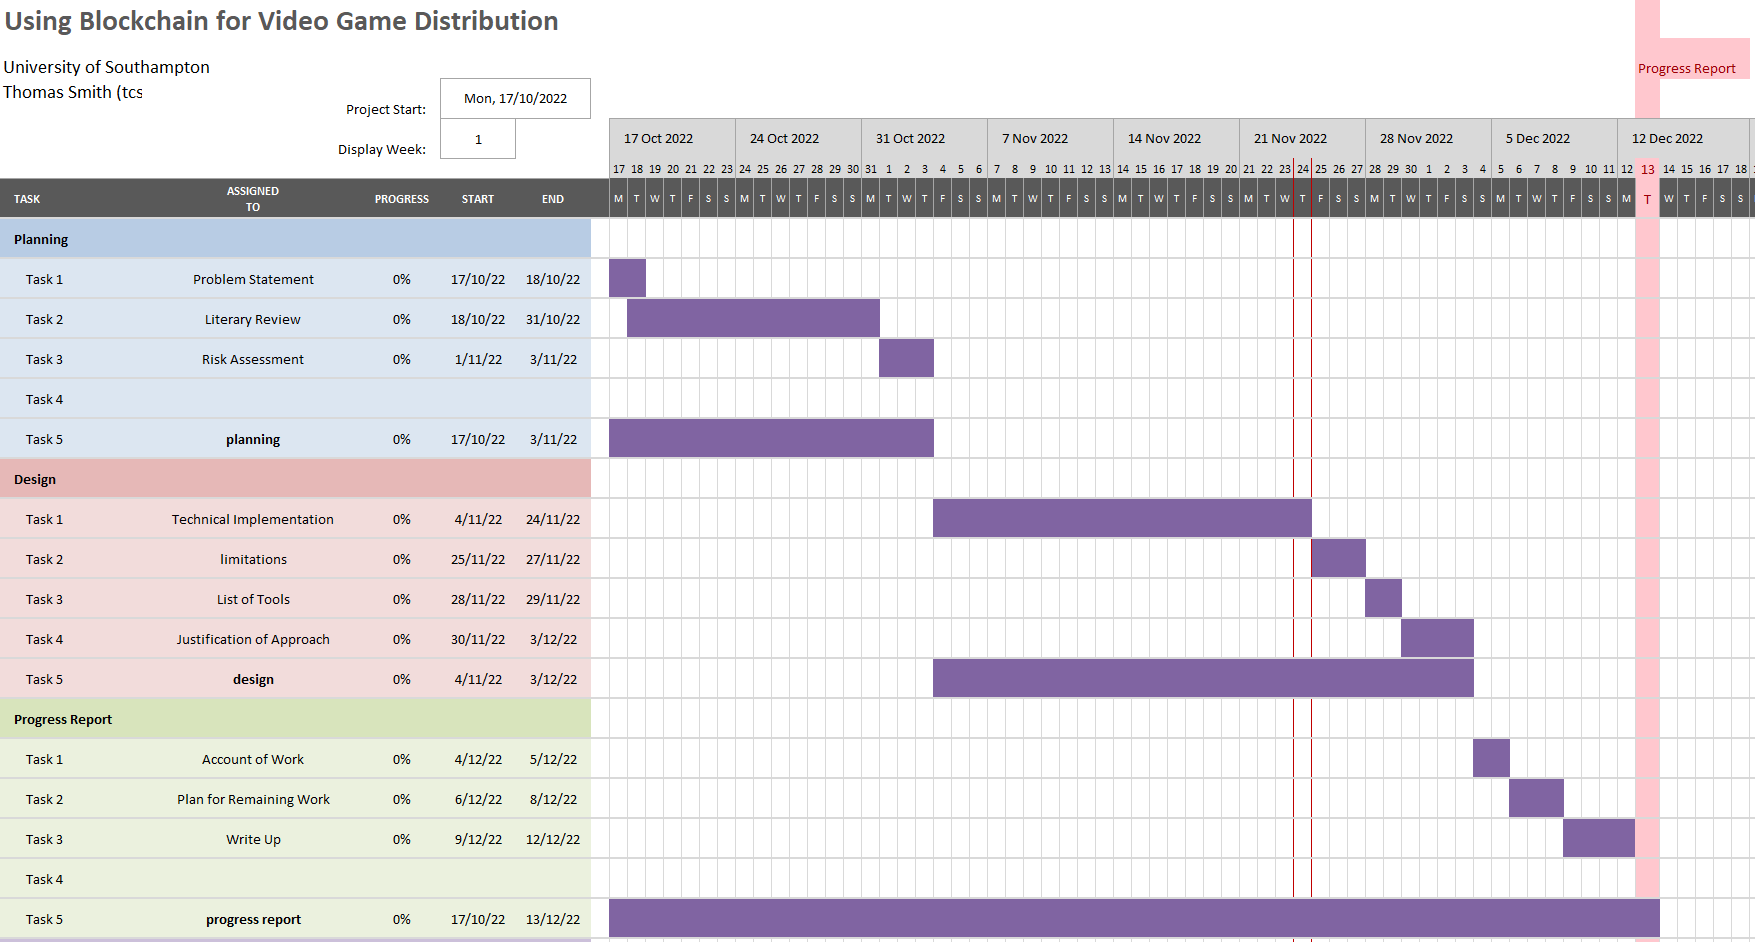 Using Blockchain for Video Game Distribution
University of Southampton
Progress Report
Thomas Smith (tcs
Project Start: Mon, 17/10/2022
Display Week: 1
17 Oct 2022 24 Oct 2022 31 Oct 2022 7 Nov 2022 14 Nov 2022 21 Nov 2022 28 Nov 2022 5 Dec 2022 12 Dec 2022
17 18 19 20 21 22 23 24 25 26 27 28 29 30 31 1 2 3 4 5 6 7 8 9 10 11 12 13 14 15 16 17 18 19 20 21 22 23 24 25 26 27 28 29 30 1 2 3 4 5 6 7 8 9 10 11 12 13 14 15 16 17 18
TASK ASSIGNED TO PROGRESS START END M T W T F S S M T W T F S S M T W T F S S M T W T F S S M T W T F S S M T W T F S S M T W T F S S M T W T F S S M T W T F S S
Planning
Task 1 Problem Statement 0% 17/10/22 18/10/22
Task 2 Literary Review 0% 18/10/22 31/10/22
Task 3 Risk Assessment 0% 1/11/22 3/11/22
Task 4
Task 5 planning 0% 17/10/22 3/11/22
Design
Task 1 Technical Implementation 0% 4/11/22 24/11/22
Task 2 limitations 0% 25/11/22 27/11/22
Task 3 List of Tools 0% 28/11/22 29/11/22
Task 4 Justification of Approach 0% 30/11/22 3/12/22
Task 5 design 0% 4/11/22 3/12/22
Progress Report
Task 1 Account of Work 0% 4/12/22 5/12/22
Task 2 Plan for Remaining Work 0% 6/12/22 8/12/22
Task 3 Write Up 0% 9/12/22 12/12/22
Task 4
Task 5 progress report 0% 17/10/22 13/12/22